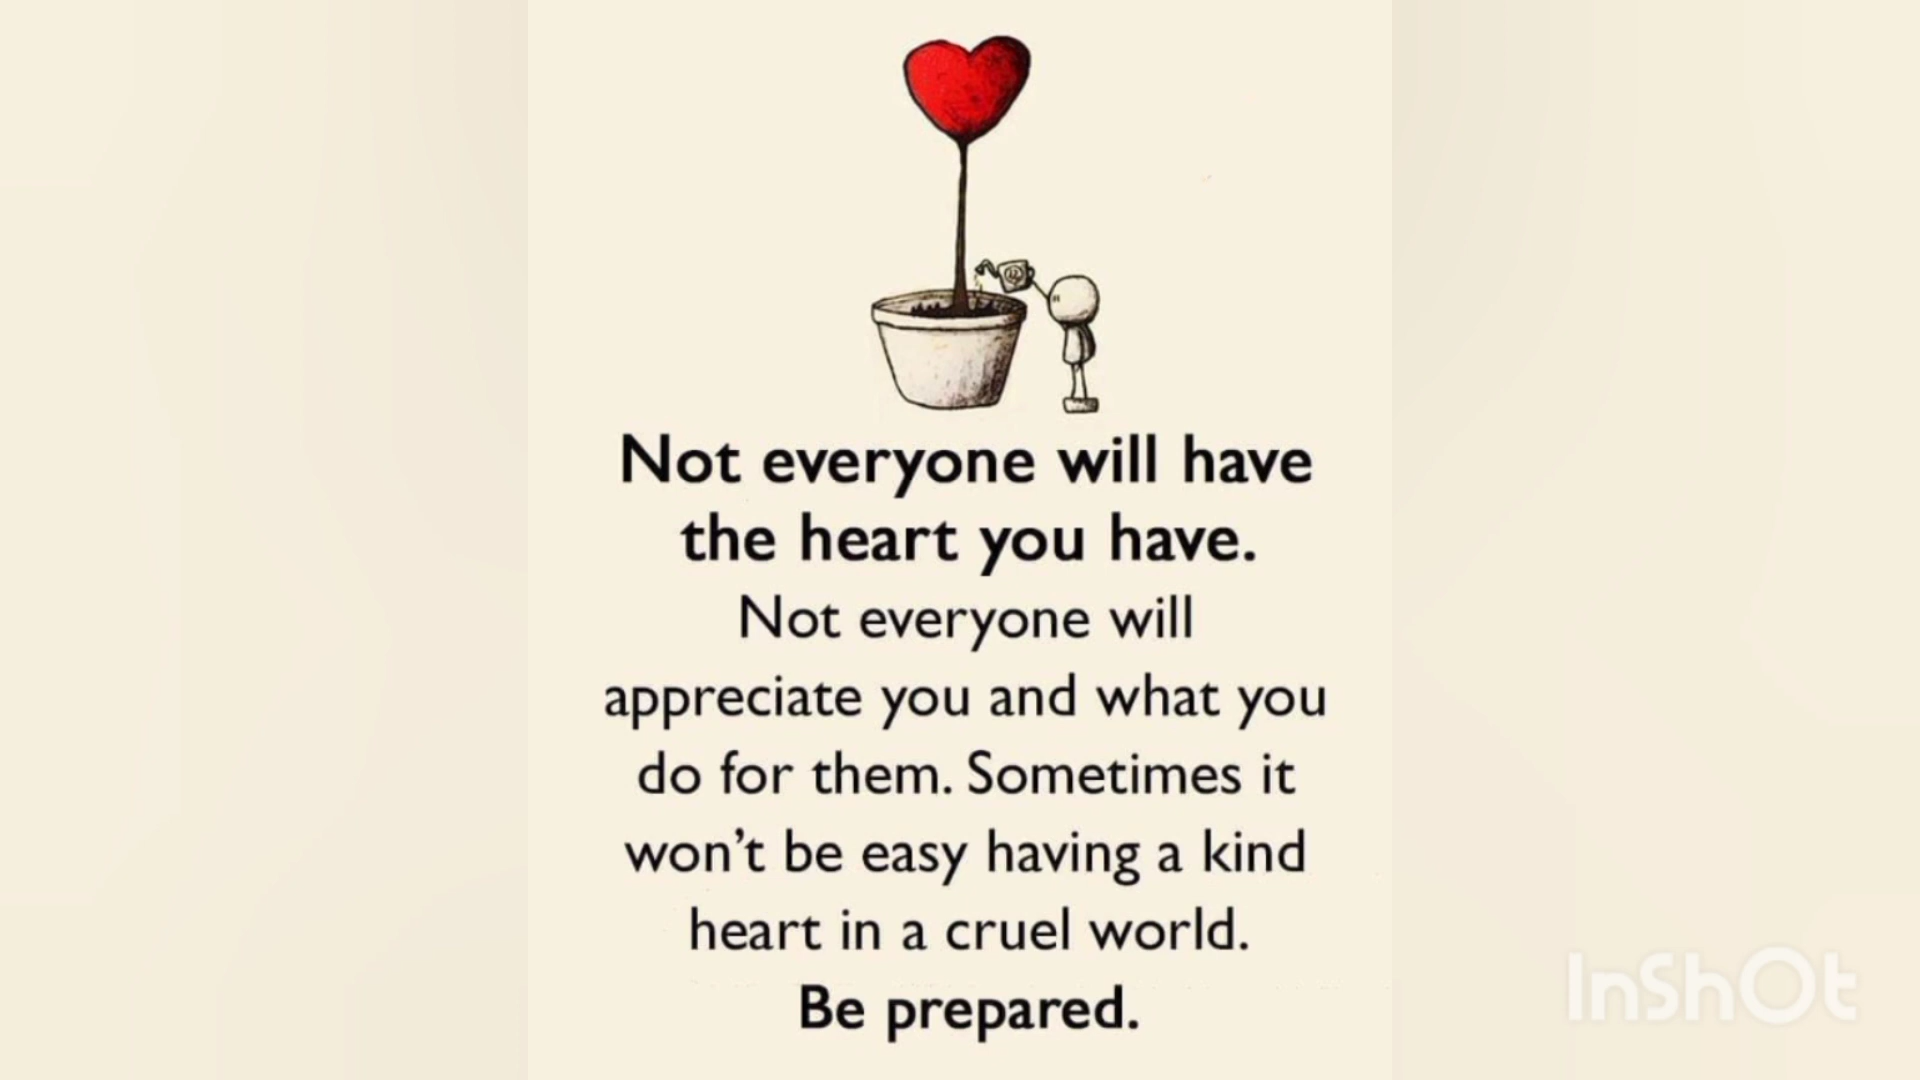 Not everyone will have
the heart you have.
Not everyone will
appreciate you and what you
do for them. Sometimes it
won't be easy having a kind
heart in a cruel world.
Be prepared.
InShOt